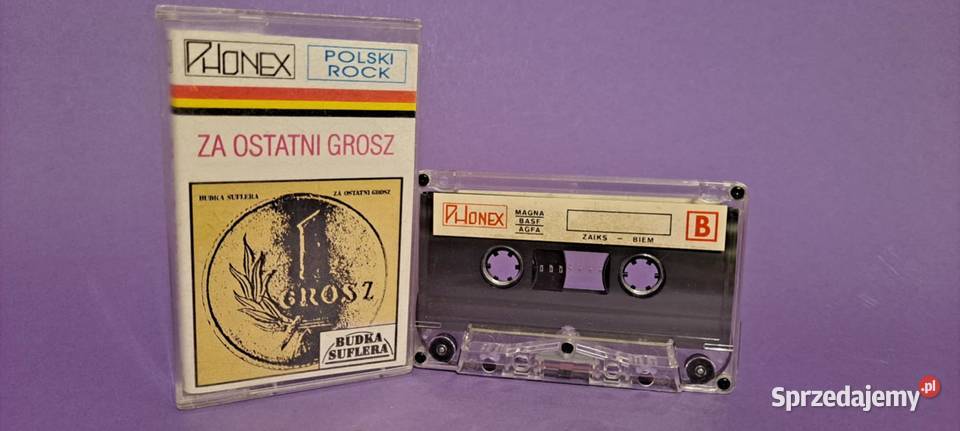 PHONEX
POLSKI
ROCK
ZA OSTATNI GROSZ
BUDKA SUFLERA ZA OSTATNI GROSZ
1
GROSZ
BUDKA
SUFLERA
PHONEX
MAGNA
BASF
AGFA
ZAIKS – BIEM
B
Sprzedajemy.pl